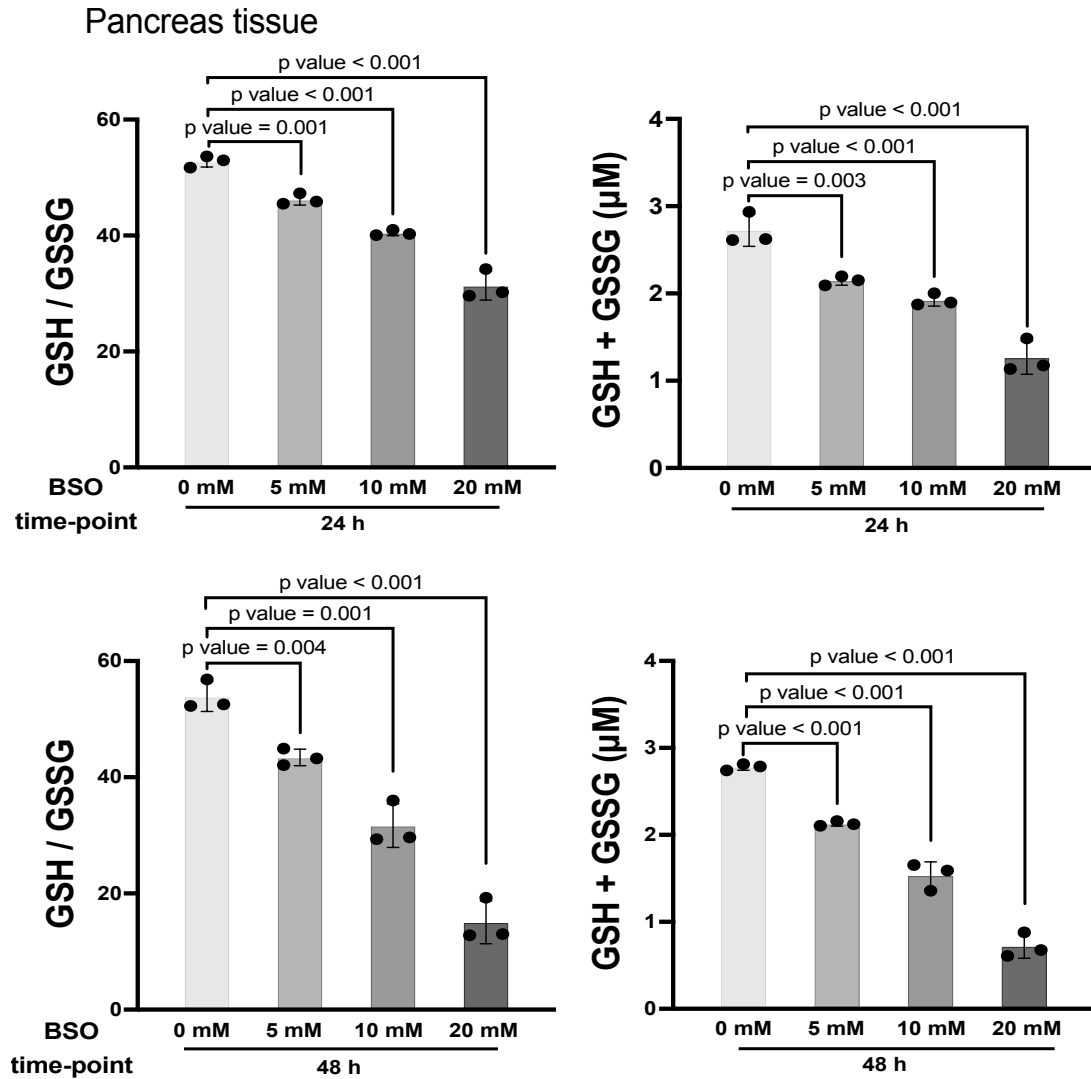 Pancreas tissue
p value < 0.001
p value < 0.001
p value = 0.001
60
40
20
0
GSH / GSSG
BSO
0 mM 5 mM 10 mM 20 mM
time-point
24 h
p value < 0.001
p value < 0.001
p value = 0.003
4
3
2
1
0
GSH + GSSG (µM)
0 mM 5 mM 10 mM 20 mM
24 h
p value < 0.001
p value = 0.001
p value = 0.004
60
40
20
0
GSH / GSSG
BSO
0 mM 5 mM 10 mM 20 mM
time-point
48 h
p value < 0.001
p value < 0.001
p value < 0.001
4
3
2
1
0
GSH + GSSG (µM)
0 mM 5 mM 10 mM 20 mM
48 h